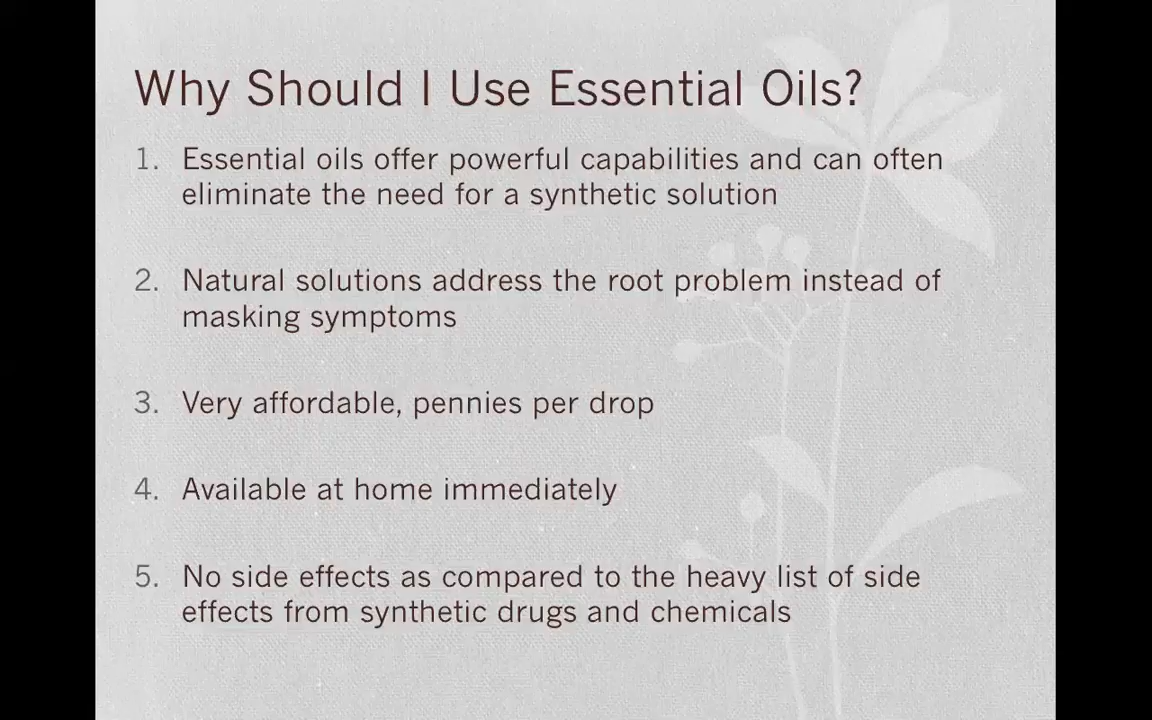 Why Should I Use Essential Oils?
1. Essential oils offer powerful capabilities and can often
eliminate the need for a synthetic solution
2. Natural solutions address the root problem instead of
masking symptoms
3. Very affordable, pennies per drop
4. Available at home immediately
5. No side effects as compared to the heavy list of side
effects from synthetic drugs and chemicals